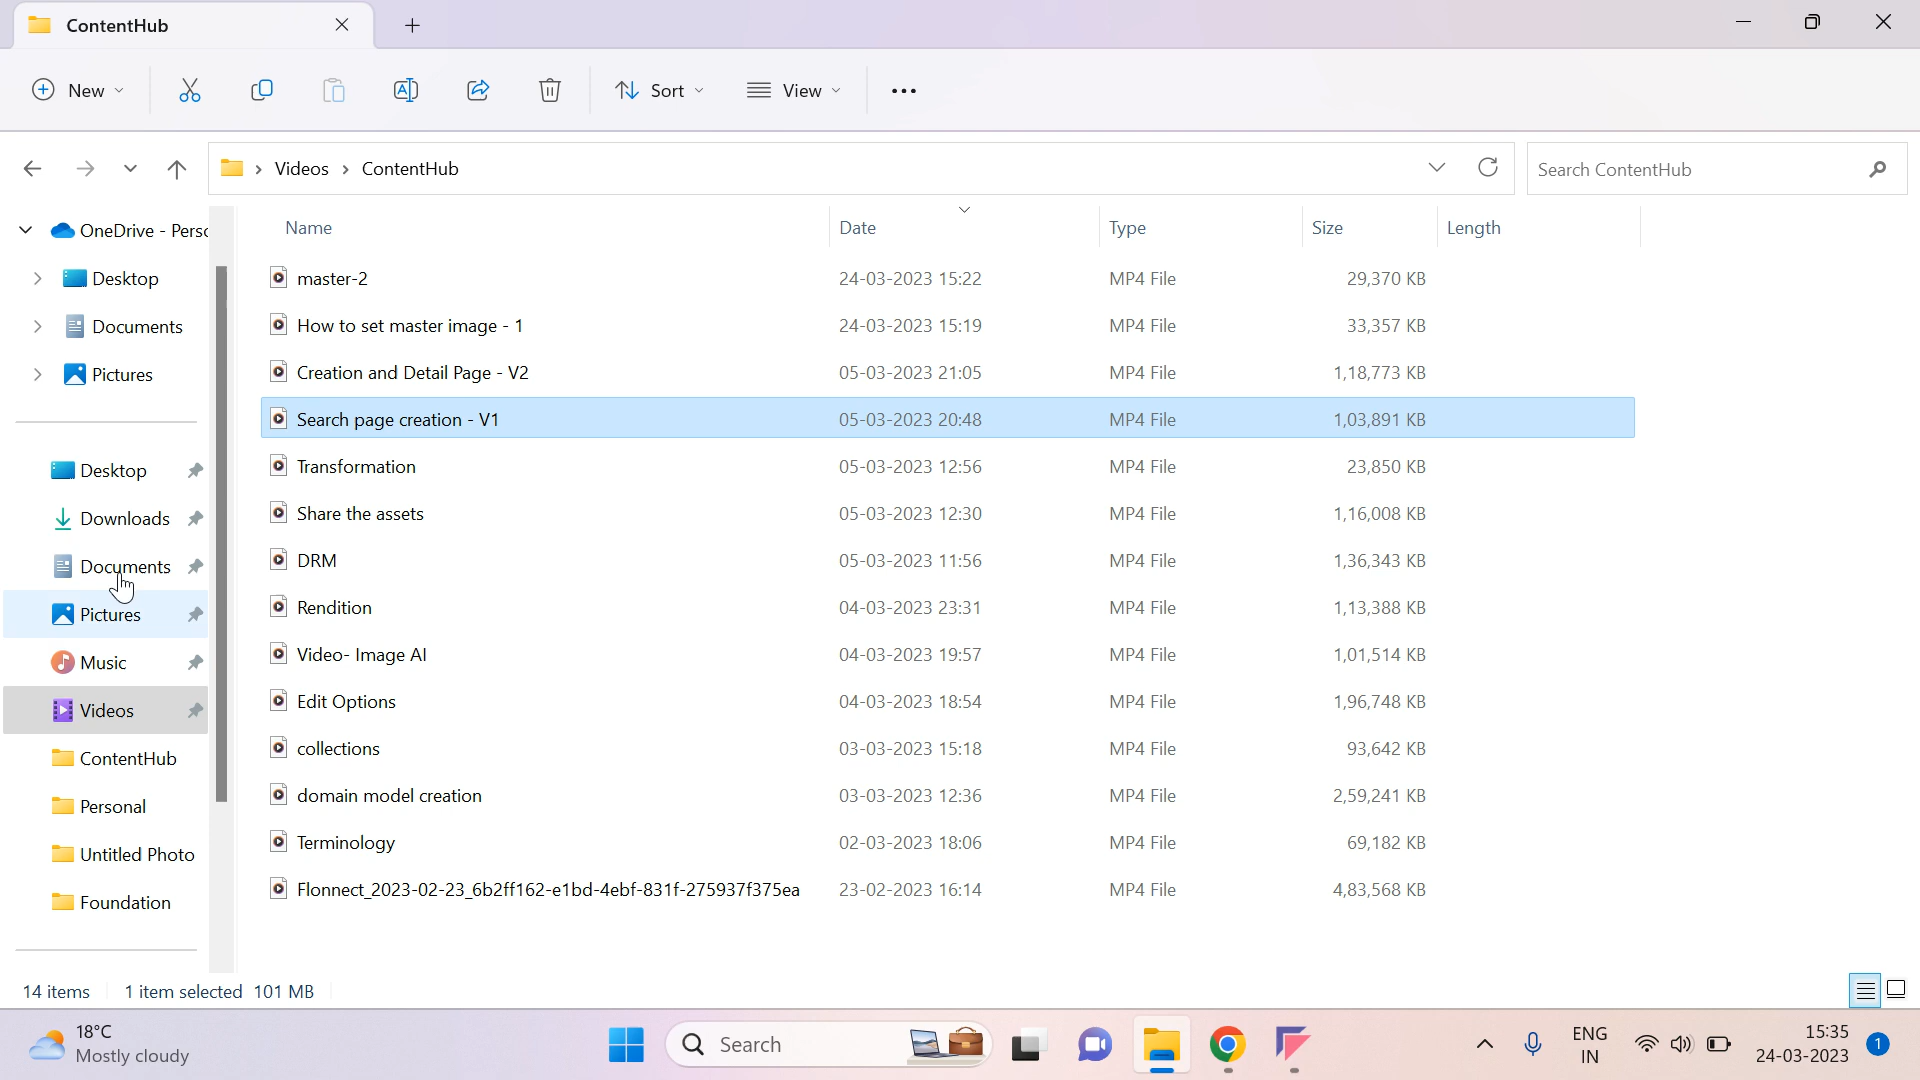 ContentHub
New
Sort
View
Videos
ContentHub
Search ContentHub
OneDrive - Perso
Desktop
Documents
Pictures
Desktop
Downloads
Documents
Pictures
Music
Videos
ContentHub
Personal
Untitled Photo
Foundation
Name Date Type Size Length
master-2 24-03-2023 15:22 MP4 File 29,370 KB
How to set master image - 1 24-03-2023 15:19 MP4 File 33,357 KB
Creation and Detail Page - V2 05-03-2023 21:05 MP4 File 1,18,773 KB
Search page creation - V1 05-03-2023 20:48 MP4 File 1,03,891 KB
Transformation 05-03-2023 12:56 MP4 File 23,850 KB
Share the assets 05-03-2023 12:30 MP4 File 1,16,008 KB
DRM 05-03-2023 11:56 MP4 File 1,36,343 KB
Rendition 04-03-2023 23:31 MP4 File 1,13,388 KB
Video- Image AI 04-03-2023 19:57 MP4 File 1,01,514 KB
Edit Options 04-03-2023 18:54 MP4 File 1,96,748 KB
collections 03-03-2023 15:18 MP4 File 93,642 KB
domain model creation 03-03-2023 12:36 MP4 File 2,59,241 KB
Terminology 02-03-2023 18:06 MP4 File 69,182 KB
Flonnect_2023-02-23_6b2ff162-e1bd-4ebf-831f-275937f375ea 23-02-2023 16:14 MP4 File 4,83,568 KB
14 items 1 item selected 101 MB
18°C
Mostly cloudy
Search
ENG
IN
15:35
24-03-2023
1